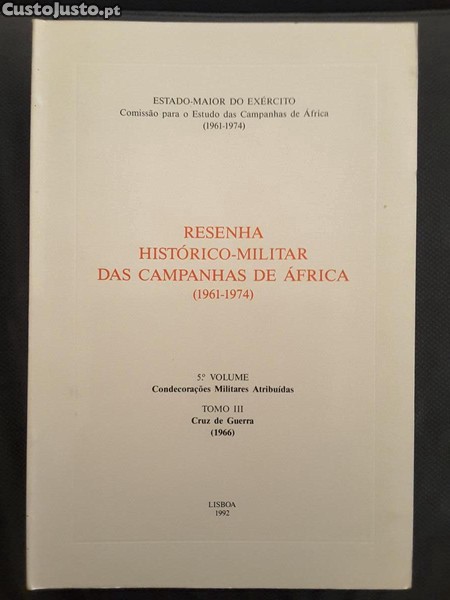 CustoJusto.pt
ESTADO-MAIOR DO EXÉRCITO
Comissão para o Estudo das Campanhas de África
(1961-1974)
RESENHA
HISTÓRICO-MILITAR
DAS CAMPANHAS DE ÁFRICA
(1961-1974)
5.º VOLUME
Condecorações Militares Atribuídas
TOMO III
Cruz de Guerra
(1966)
LISBOA
1992